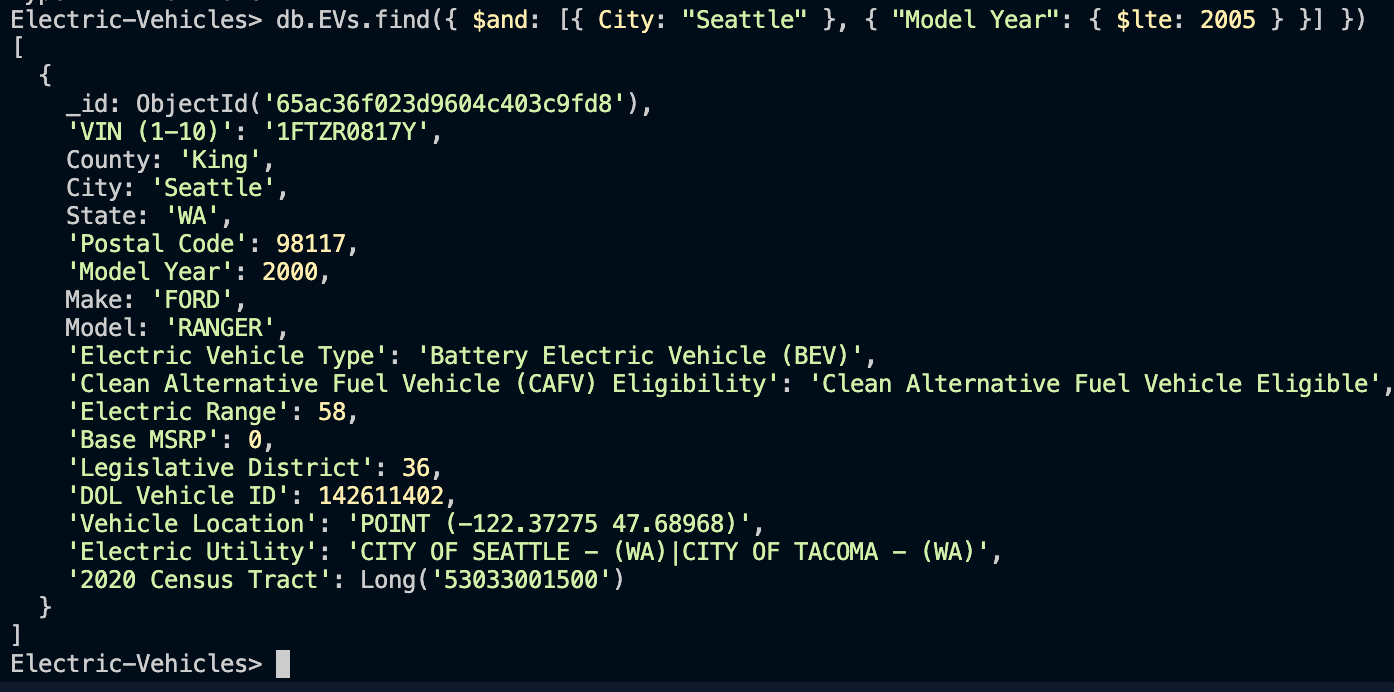 Electric-Vehicles> db.EVs.find({ $and: [{ City: "Seattle" }, { "Model Year": { $lte: 2005 } }] })
[
  {
    _id: ObjectId('65ac36f023d9604c403c9fd8'),
    'VIN (1-10)': '1FTZR0817Y',
    County: 'King',
    City: 'Seattle',
    State: 'WA',
    'Postal Code': 98117,
    'Model Year': 2000,
    Make: 'FORD',
    Model: 'RANGER',
    'Electric Vehicle Type': 'Battery Electric Vehicle (BEV)',
    'Clean Alternative Fuel Vehicle (CAFV) Eligibility': 'Clean Alternative Fuel Vehicle Eligible',
    'Electric Range': 58,
    'Base MSRP': 0,
    'Legislative District': 36,
    'DOL Vehicle ID': 142611402,
    'Vehicle Location': 'POINT (-122.37275 47.68968)',
    'Electric Utility': 'CITY OF SEATTLE - (WA)|CITY OF TACOMA - (WA)',
    '2020 Census Tract': Long('53033001500')
  }
]
Electric-Vehicles>